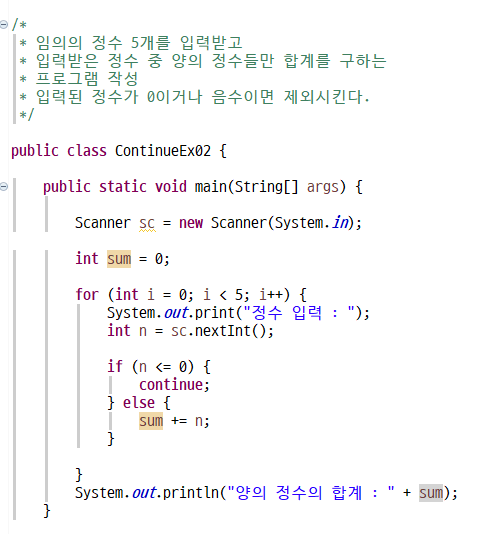 /*
 * 임의의 정수 5개를 입력받고
 * 입력받은 정수 중 양의 정수들만 합계를 구하는
 * 프로그램 작성
 * 입력된 정수가 0이거나 음수이면 제외시킨다.
 */
public class ContinueEx02 {
    public static void main(String[] args) {
        Scanner sc = new Scanner(System.in);
        int sum = 0;
        for (int i = 0; i < 5; i++) {
            System.out.print("정수 입력 : ");
            int n = sc.nextInt();
            if (n <= 0) {
                continue;
            } else {
                sum += n;
            }
        }
        System.out.println("양의 정수의 합계 : " + sum);
    }